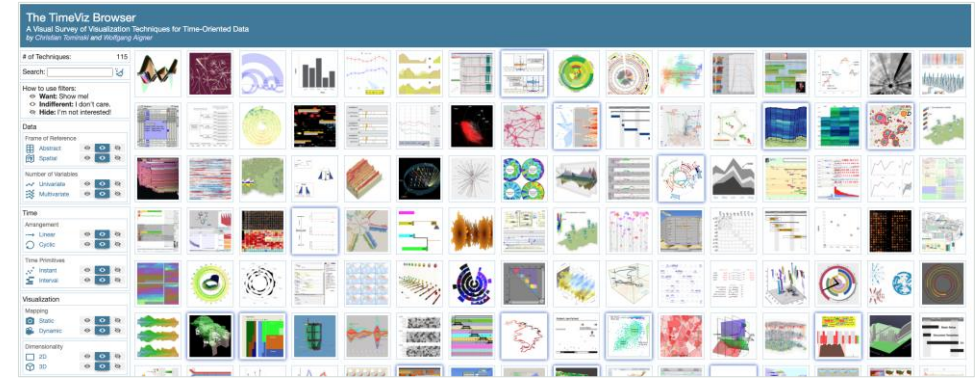 The TimeViz Browser
A Visual Survey of Visualization Techniques for Time-Oriented Data
by Christian Tominski and Wolfgang Aigner
# of Techniques: 115
Search:
How to use filters:
Want: Show me!
Indifferent: I don't care.
Hide: I'm not interested!
Data
Frame of Reference
Abstract
Spatial
Number of Variables
Univariate
Multivariate
Time
Arrangement
Linear
Cyclic
Time Primitives
Instant
Interval
Visualization
Mapping
Static
Dynamic
Dimensionality
2D
3D